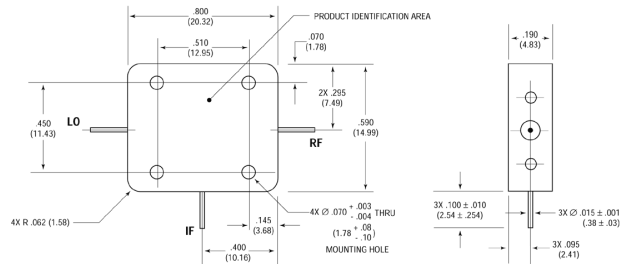 .800
(20.32)
PRODUCT IDENTIFICATION AREA
.510
(12.95)
.070
(1.78)
.190
(4.83)
2X .295
(7.49)
.450
(11.43)
LO
RF
.590
(14.99)
4X R .062 (1.58)
IF
.145
(3.68)
.400
(10.16)
4X Ø .070 + .003 - .004 THRU
(1.78 + .08 - .10)
MOUNTING HOLE
3X .100 ± .010
(2.54 ± .254)
3X Ø .015 ± .001
(.38 ± .03)
3X .095
(2.41)